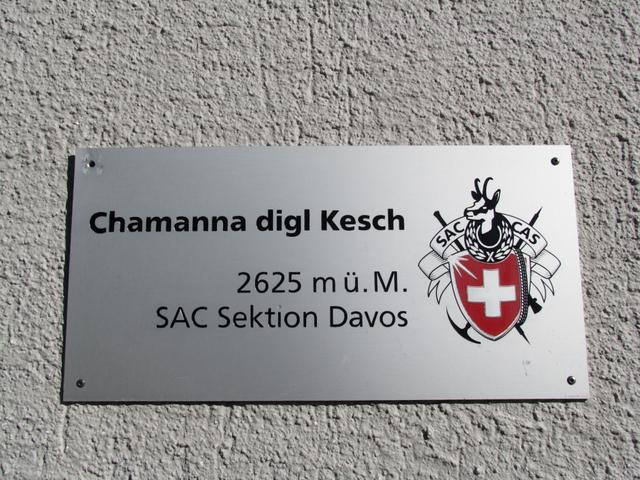 Chamanna digl Kesch
2625 m ü. M.
SAC Sektion Davos
SAC CAS